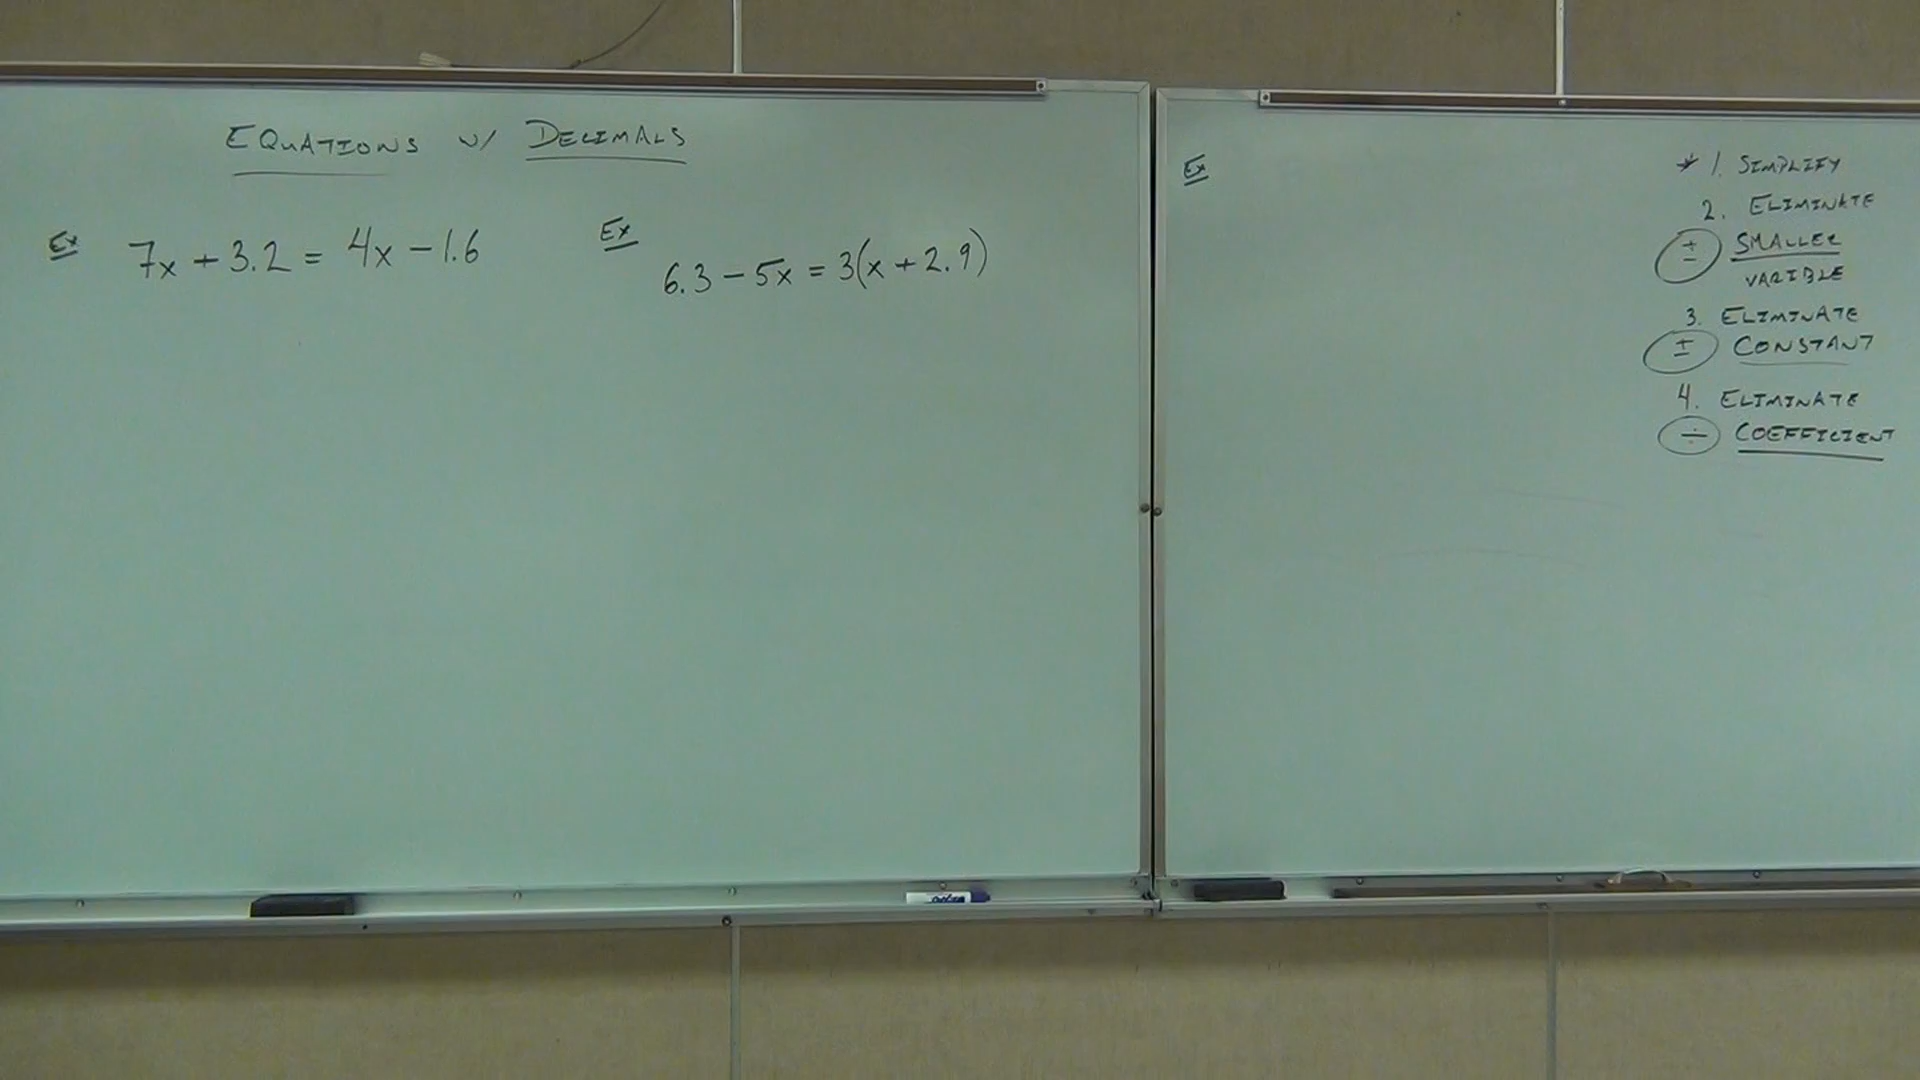 EQUATIONS W/ DECIMALS
Ex 7x + 3.2 = 4x - 1.6
Ex 6.3 - 5x = 3(x + 2.9)
Ex
* 1. SIMPLIFY
2. ELIMINATE
± SMALLER
VARIBLE
3. ELIMINATE
± CONSTANT
4. ELIMINATE
÷ COEFFICIENT